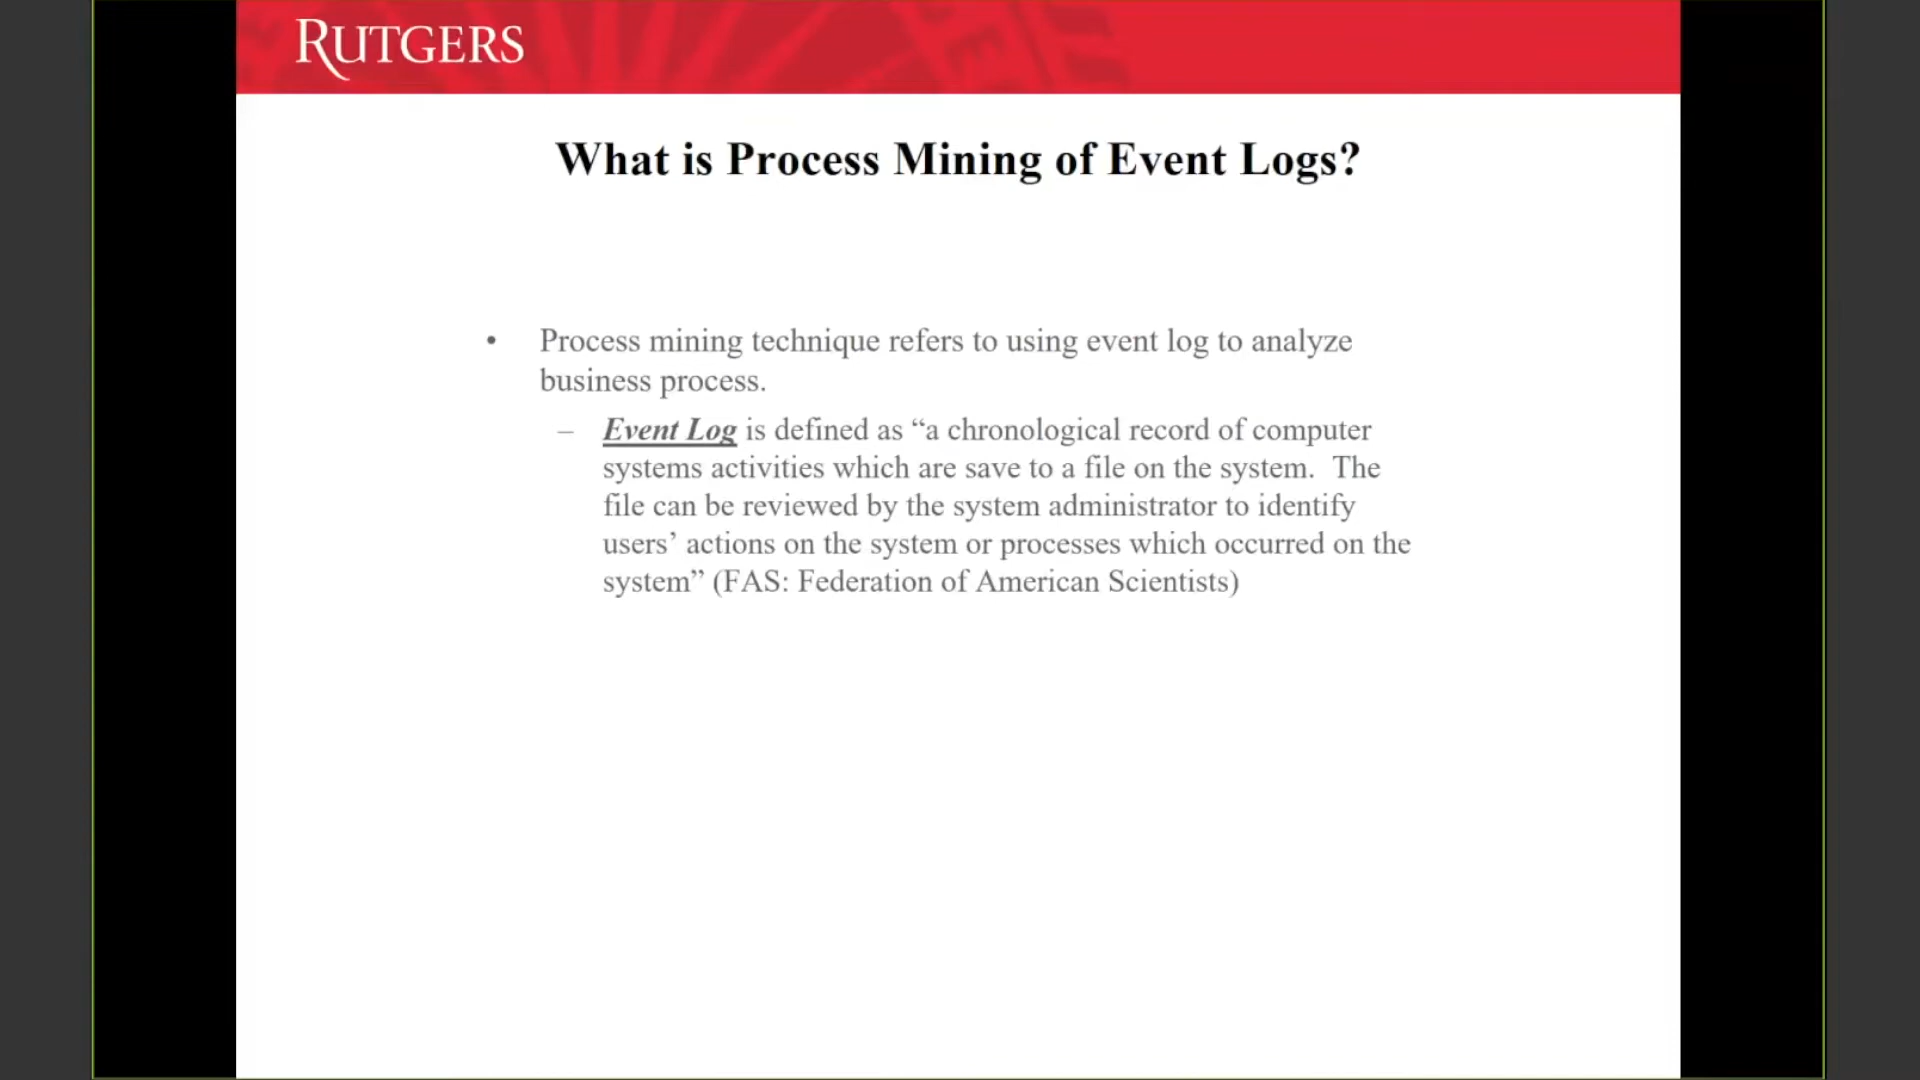 RUTGERS
What is Process Mining of Event Logs?
• Process mining technique refers to using event log to analyze
business process.
– Event Log is defined as “a chronological record of computer
systems activities which are save to a file on the system.  The
file can be reviewed by the system administrator to identify
users’ actions on the system or processes which occurred on the
system” (FAS: Federation of American Scientists)